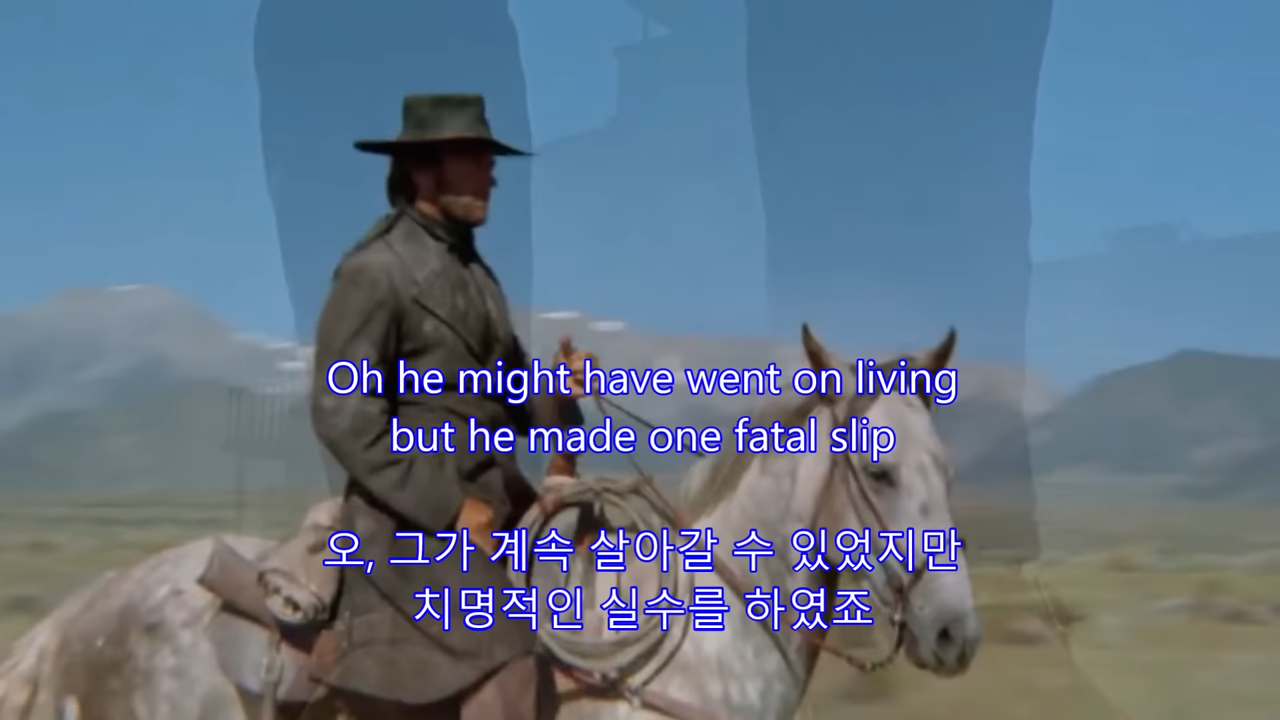 Oh he might have went on living
but he made one fatal slip
오, 그가 계속 살아갈 수 있었지만
치명적인 실수를 하였죠